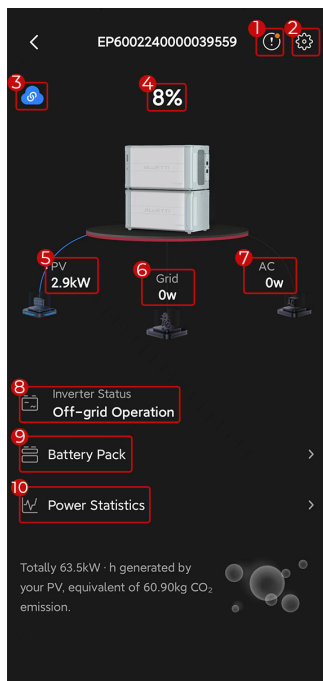 EP6002240000039559
1
2
3
4
8%
BLUETTI
BLUETTI
5
PV
2.9kW
6
Grid
0w
7
AC
0w
8
Inverter Status
Off-grid Operation
9
Battery Pack
10
Power Statistics
Totally 63.5kW · h generated by
your PV, equivalent of 60.90kg CO₂
emission.